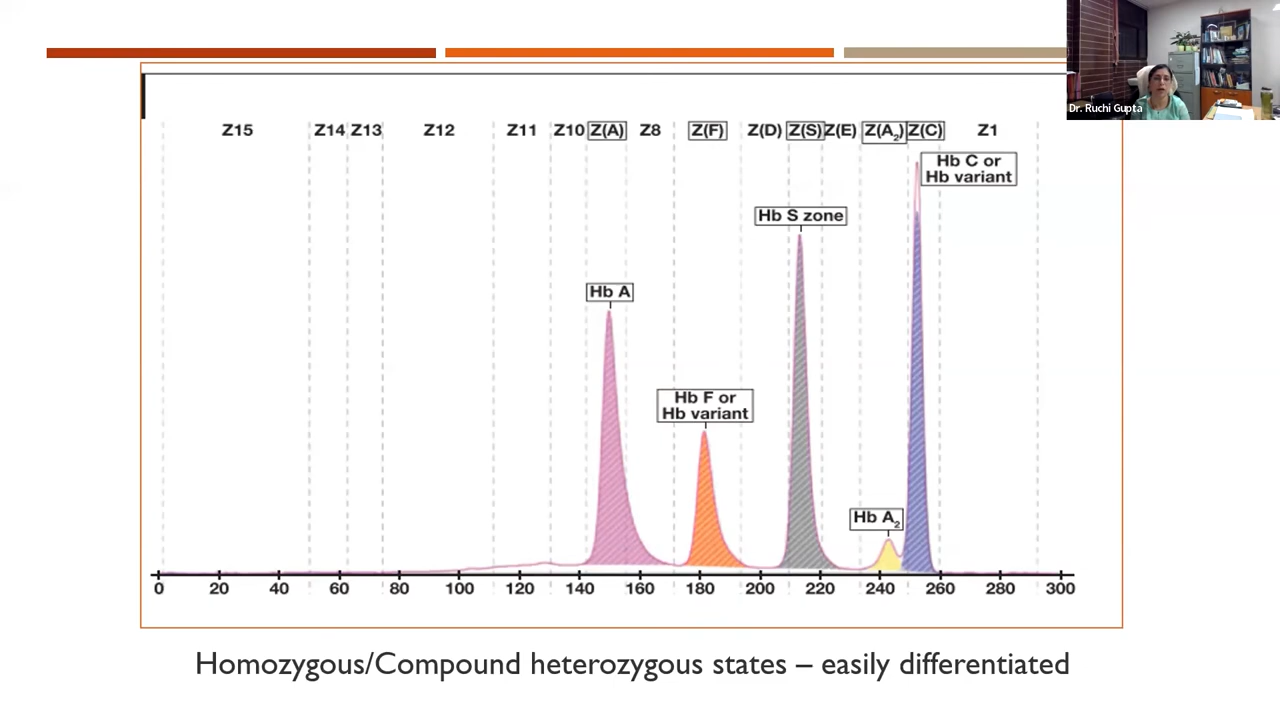 Dr. Ruchi Gupta
Z15 Z14 Z13 Z12 Z11 Z10 Z(A) Z8 Z(F) Z(D) Z(S) Z(E) Z(A2) Z(C) Z1
Hb C or
Hb variant
Hb S zone
Hb A
Hb F or
Hb variant
Hb A2
0 20 40 60 80 100 120 140 160 180 200 220 240 260 280 300
Homozygous/Compound heterozygous states – easily differentiated